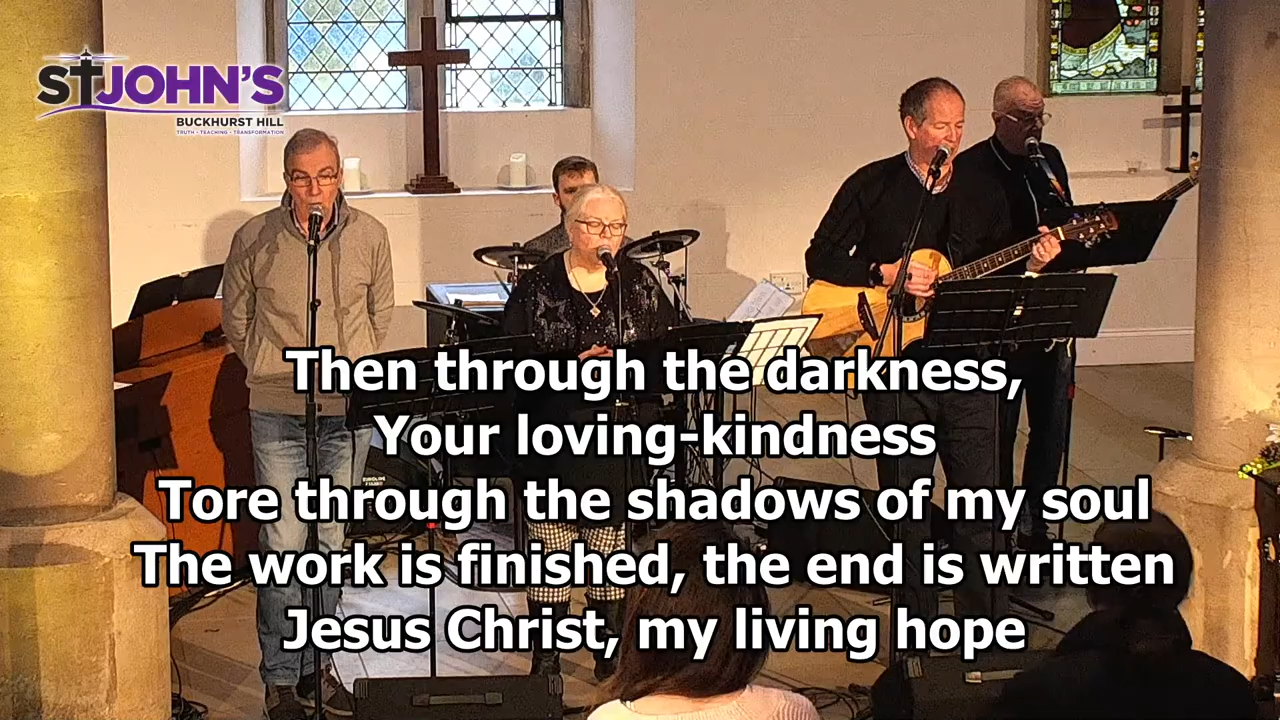 ST JOHN'S
BUCKHURST HILL
TRUTH • TEACHING • TRANSFORMATION
Then through the darkness,
Your loving-kindness
Tore through the shadows of my soul
The work is finished, the end is written
Jesus Christ, my living hope